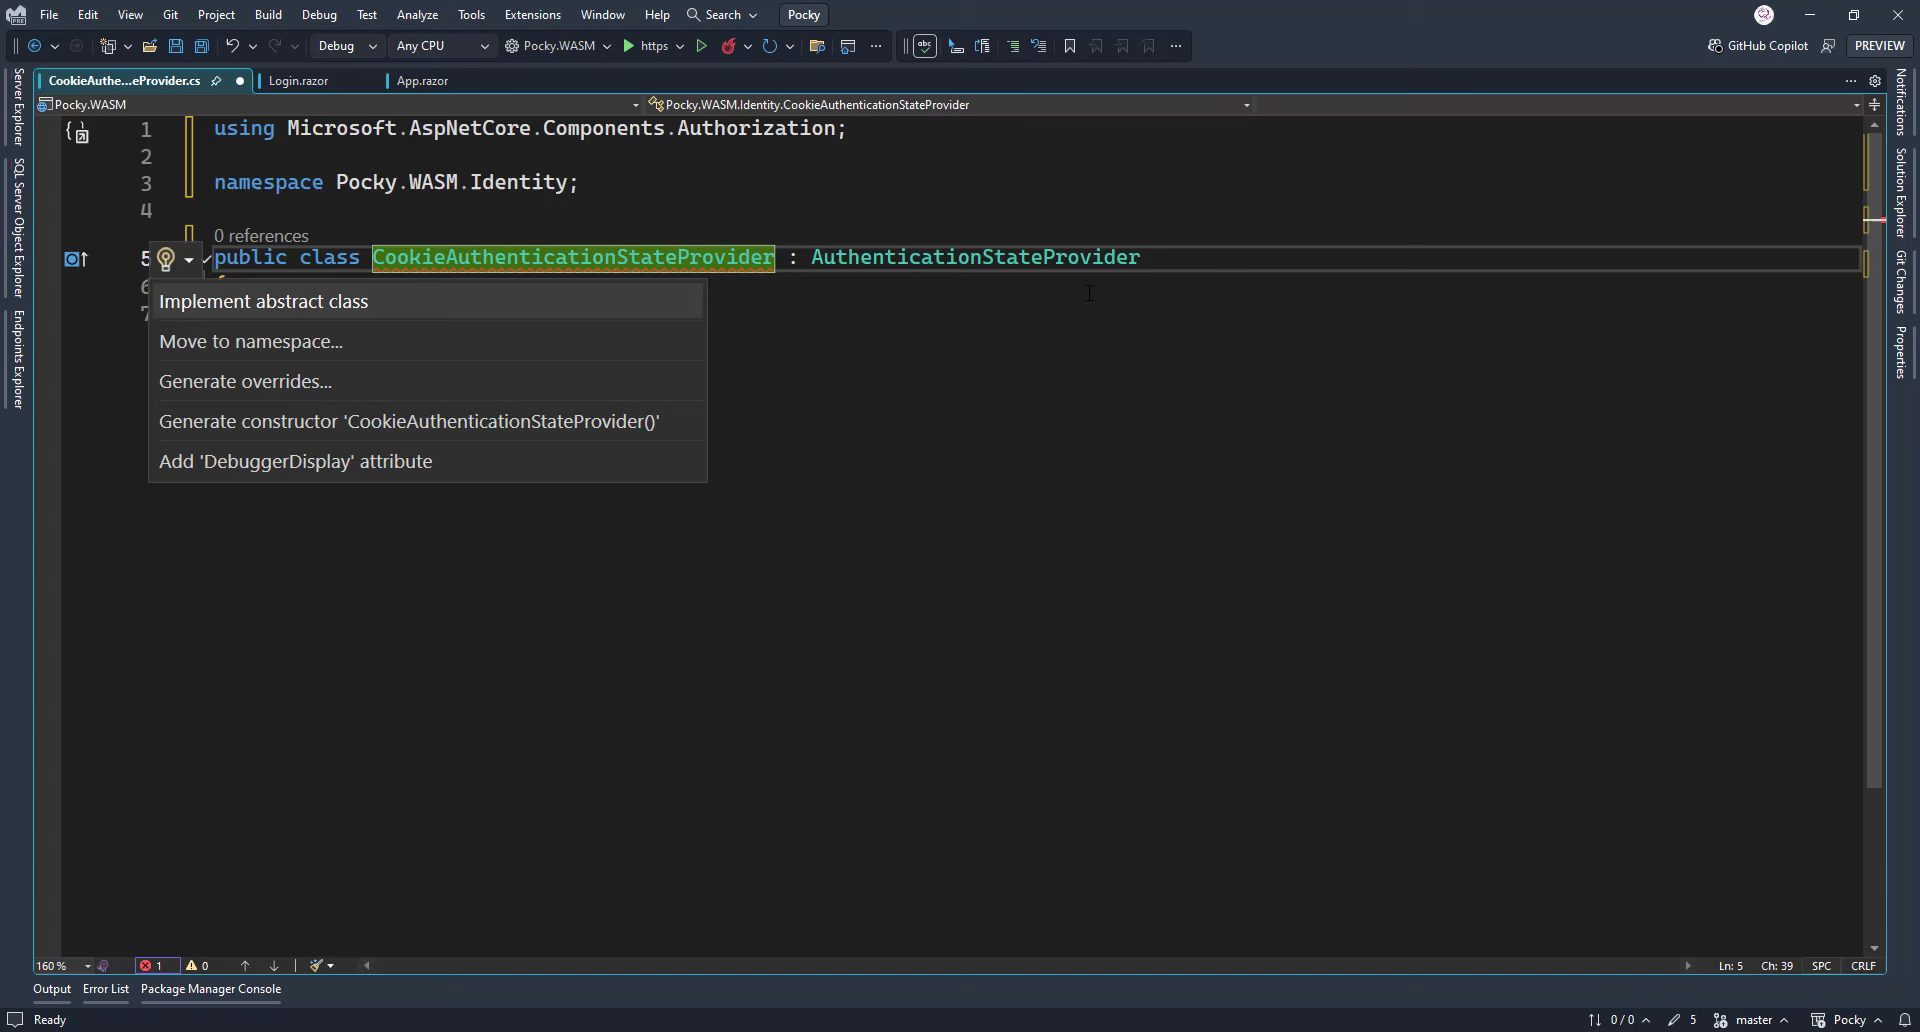 File Edit View Git Project Build Debug Test Analyze Tools Extensions Window Help Search Pocky
PRE
Debug Any CPU Pocky.WASM https abc GitHub Copilot PREVIEW
CookieAuthe...eProvider.cs Login.razor App.razor
Pocky.WASM Pocky.WASM.Identity.CookieAuthenticationStateProvider
Server Explorer
SQL Server Object Explorer
Endpoints Explorer
1 using Microsoft.AspNetCore.Components.Authorization;
2
3 namespace Pocky.WASM.Identity;
4
0 references
5 public class CookieAuthenticationStateProvider : AuthenticationStateProvider
6
7
Implement abstract class
Move to namespace...
Generate overrides...
Generate constructor 'CookieAuthenticationStateProvider()'
Add 'DebuggerDisplay' attribute
Notifications
Solution Explorer
Git Changes
Properties
160 % 1 0 Ln: 5 Ch: 39 SPC CRLF
Output Error List Package Manager Console
Ready 0 / 0 5 master Pocky